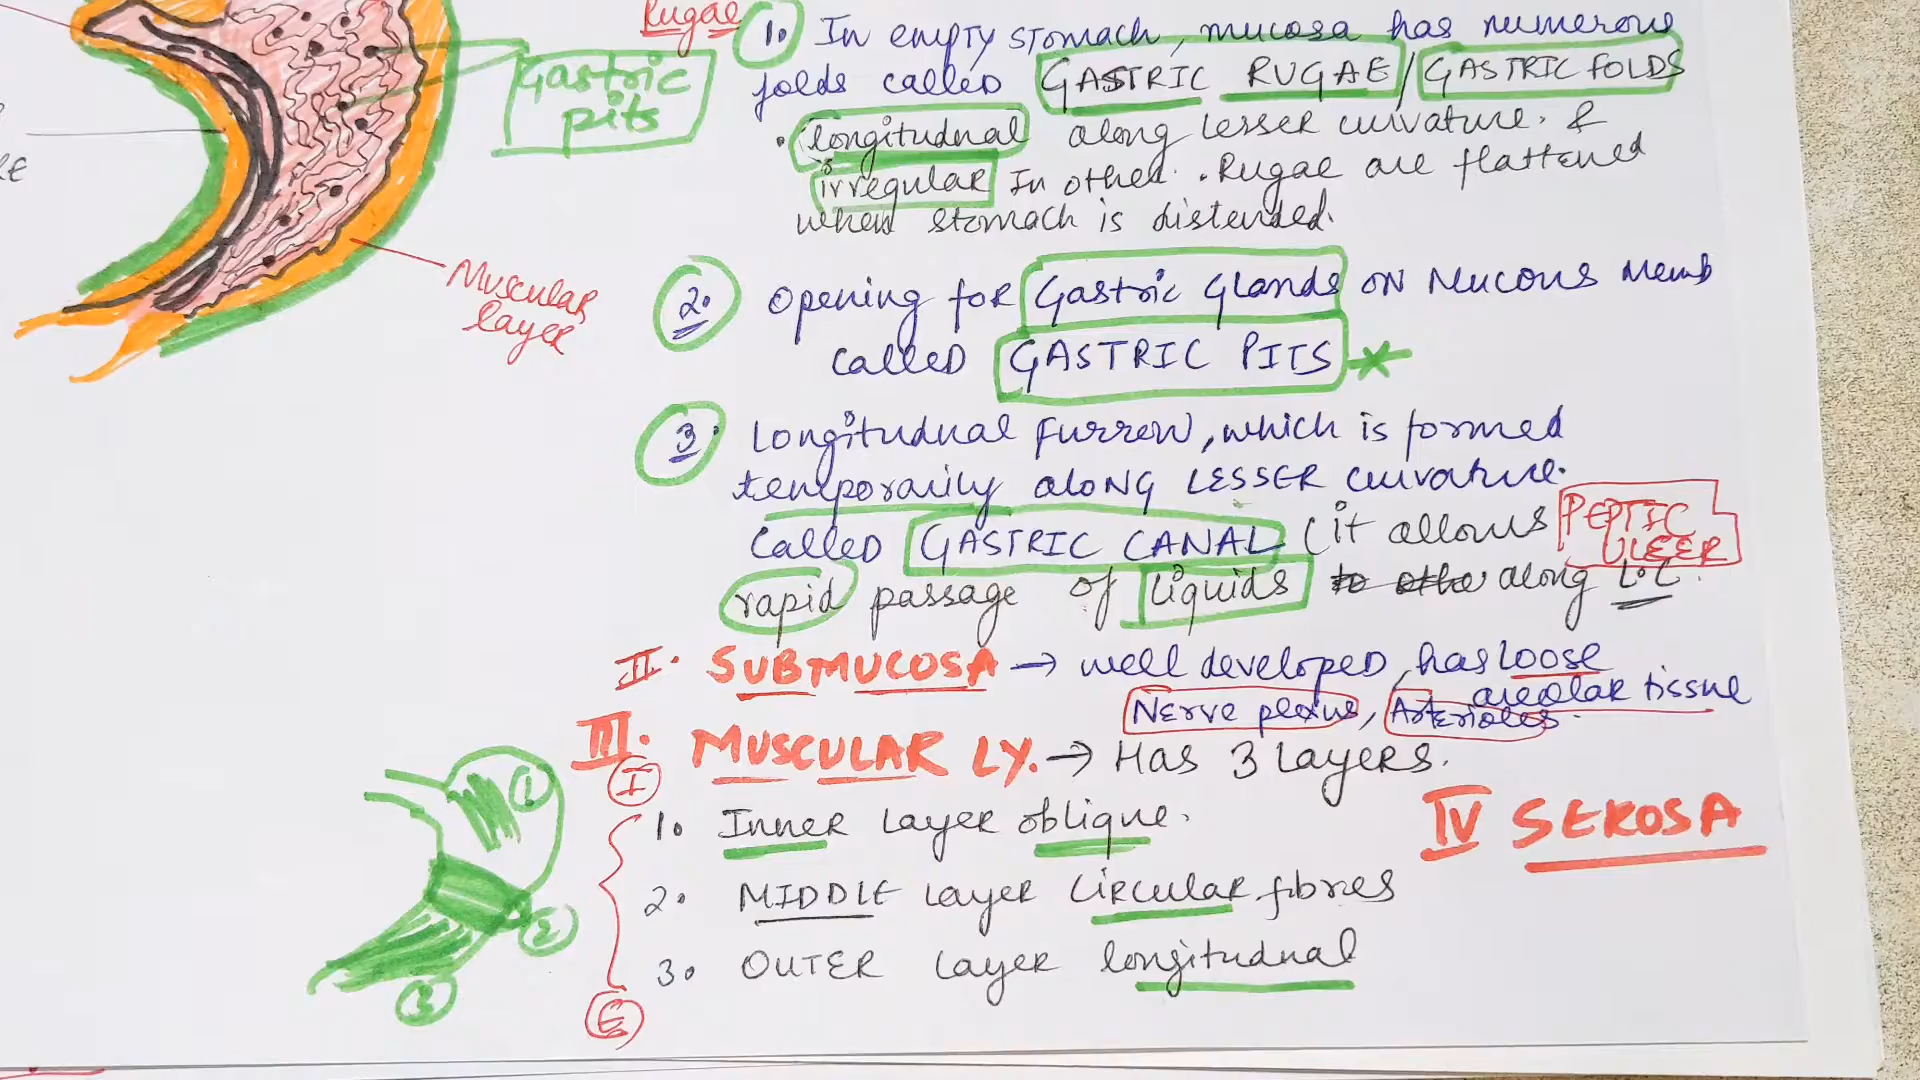 RE
Gastric
pits
Muscular
layer
Rugae
1. In empty stomach, mucosa has numerous
folds called GASTRIC RUGAE / GASTRIC FOLDS
• longitudnal along lesser curvature. &
irregular In other. Rugae are flattened
when stomach is distended.
2. Opening for Gastric Glands ON Mucous Memb
called GASTRIC PITS
3. Longitudnal Furrow, which is formed
temporarily along LESSER curvature.
called GASTRIC CANAL (it allows PEPTIC
ULEER
rapid passage of liquids along L.C.
II. SUBMUCOSA → well developed, has Loose
areolar tissue
Nerve plexus, Arterioles.
III. MUSCULAR LY. → Has 3 Layers.
I
1. Inner Layer oblique.
2. MIDDLE Layer circular fibres
3. OUTER Layer longitudnal
E
IV SEROSA
1
2
3